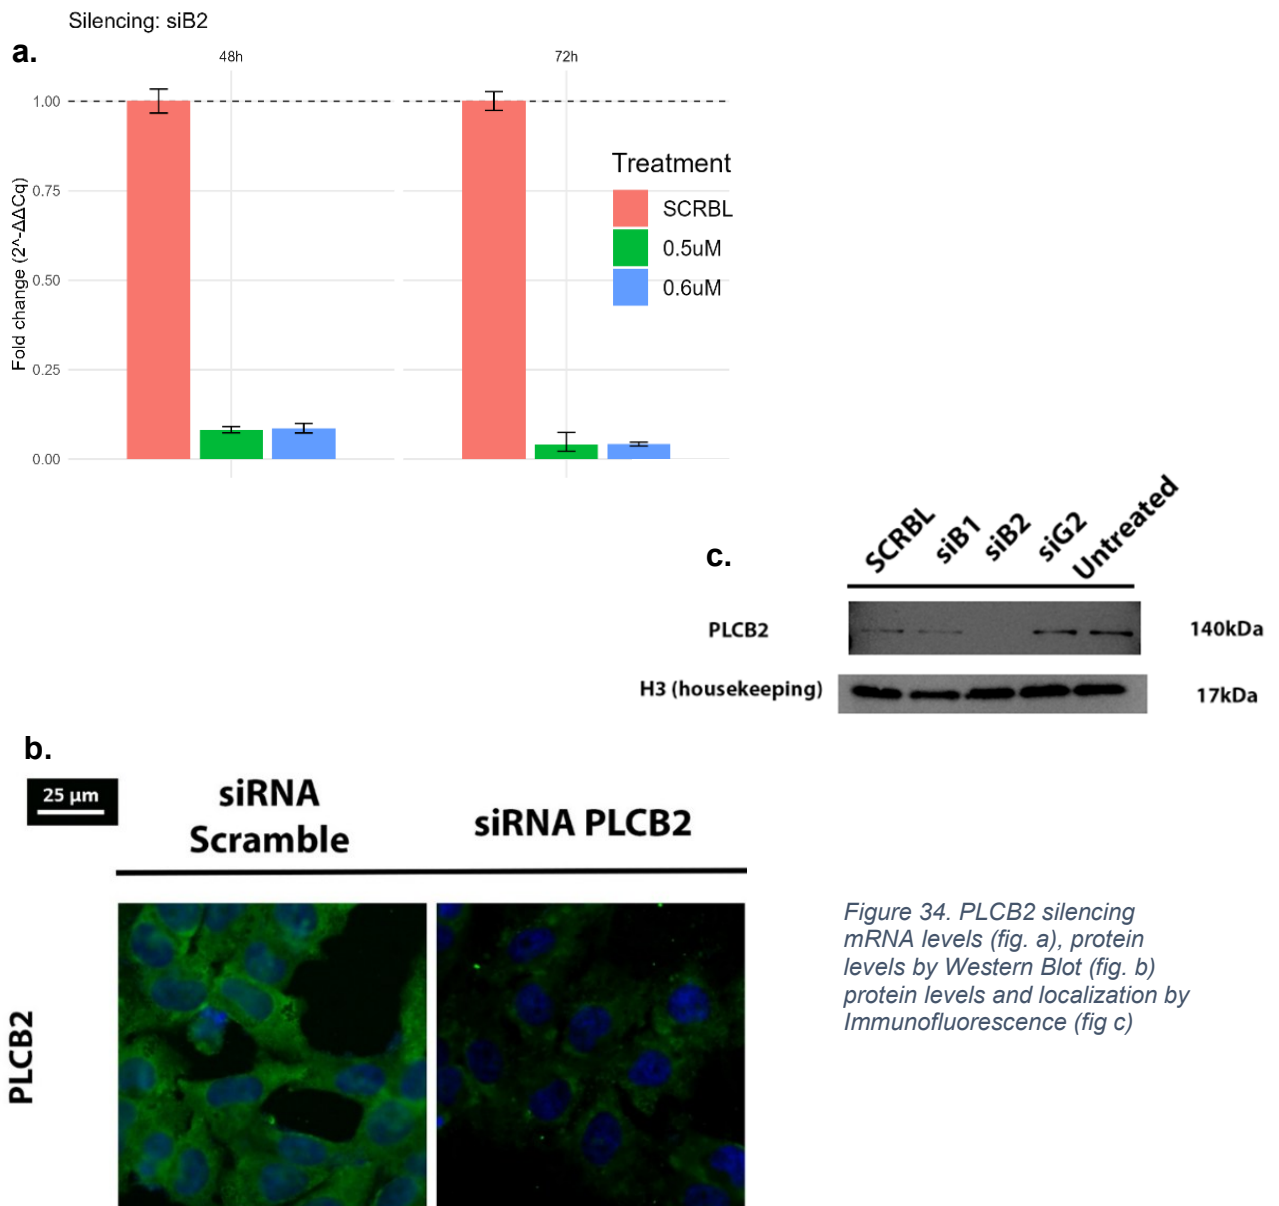 Silencing: siB2
a.
48h
72h
1.00
0.75
0.50
0.25
0.00
Fold change (2^-ΔΔCq)
Treatment
SCRBL
0.5uM
0.6uM
c.
SCRBL
siB1
siB2
siG2
Untreated
PLCB2
140kDa
H3 (housekeeping)
17kDa
b.
25 µm
siRNA
Scramble
siRNA PLCB2
PLCB2
Figure 34. PLCB2 silencing
mRNA levels (fig. a), protein
levels by Western Blot (fig. b)
protein levels and localization by
Immunofluorescence (fig c)